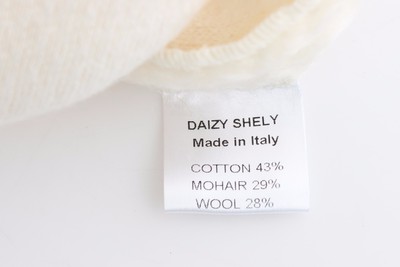 DAIZY SHELY
Made in Italy
COTTON 43%
MOHAIR 29%
WOOL 28%